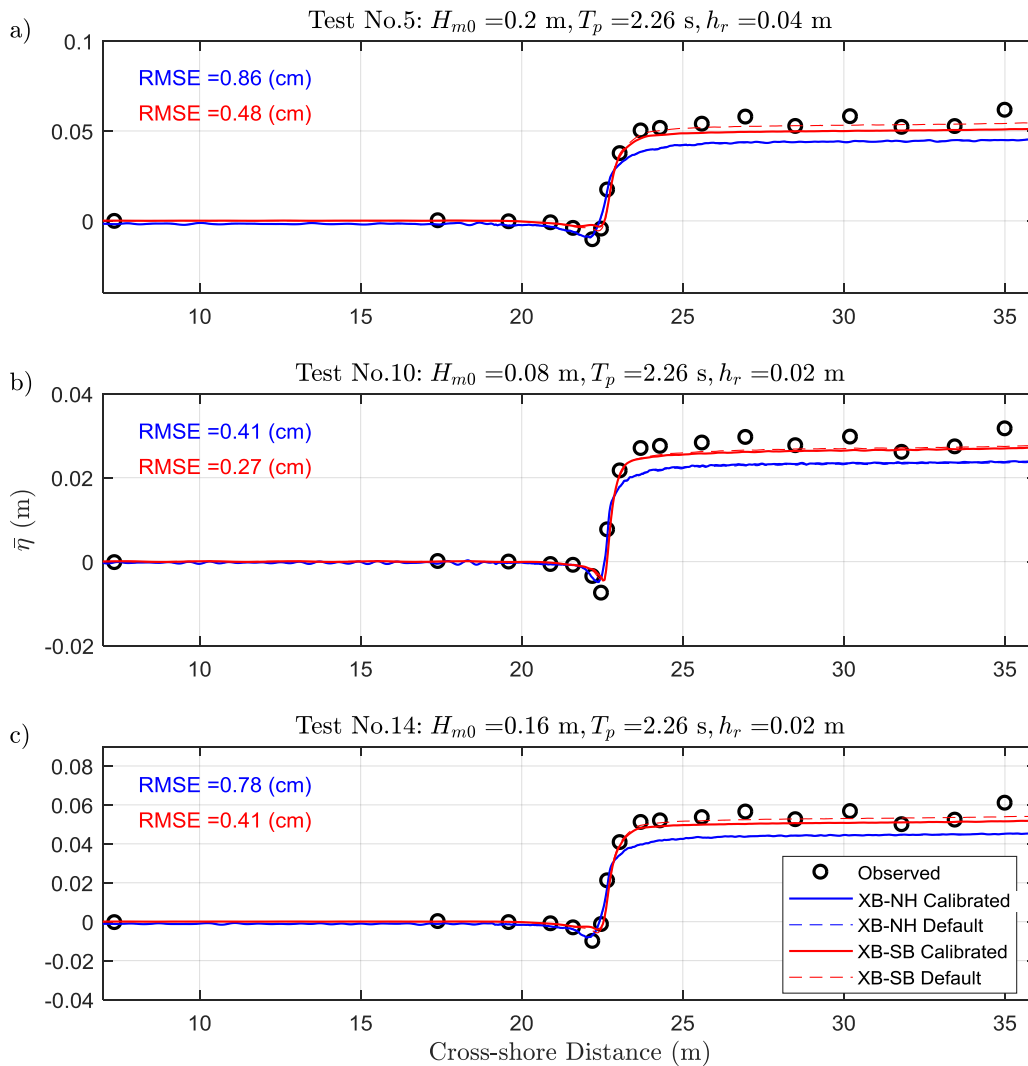 a)
Test No.5: H_{m0} =0.2 m, T_p =2.26 s, h_r =0.04 m
0.1
0.05
0
RMSE =0.86 (cm)
RMSE =0.48 (cm)
10 15 20 25 30 35
b)
Test No.10: H_{m0} =0.08 m, T_p =2.26 s, h_r =0.02 m
0.04
0.02
0
-0.02
RMSE =0.41 (cm)
RMSE =0.27 (cm)
10 15 20 25 30 35
η̄ (m)
c)
Test No.14: H_{m0} =0.16 m, T_p =2.26 s, h_r =0.02 m
0.08
0.06
0.04
0.02
0
-0.02
-0.04
RMSE =0.78 (cm)
RMSE =0.41 (cm)
Observed
XB-NH Calibrated
XB-NH Default
XB-SB Calibrated
XB-SB Default
10 15 20 25 30 35
Cross-shore Distance (m)